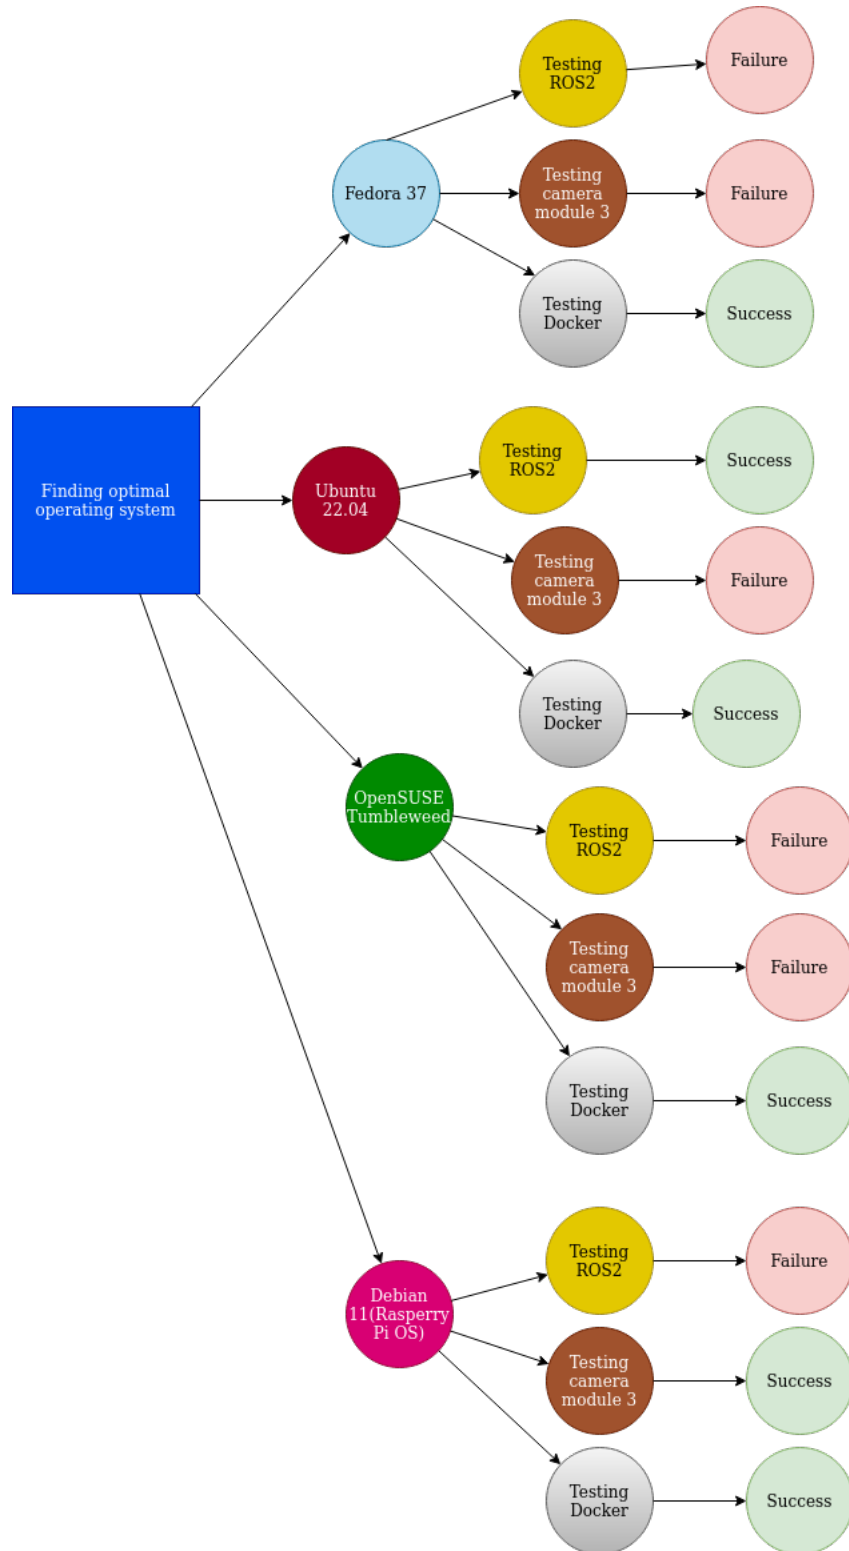 Testing
ROS2
Failure
Fedora 37
Testing
camera
module 3
Failure
Testing
Docker
Success
Finding optimal
operating system
Ubuntu
22.04
Testing
ROS2
Success
Testing
camera
module 3
Failure
Testing
Docker
Success
OpenSUSE
Tumbleweed
Testing
ROS2
Failure
Testing
camera
module 3
Failure
Testing
Docker
Success
Debian
11(Rasperry
Pi OS)
Testing
ROS2
Failure
Testing
camera
module 3
Success
Testing
Docker
Success